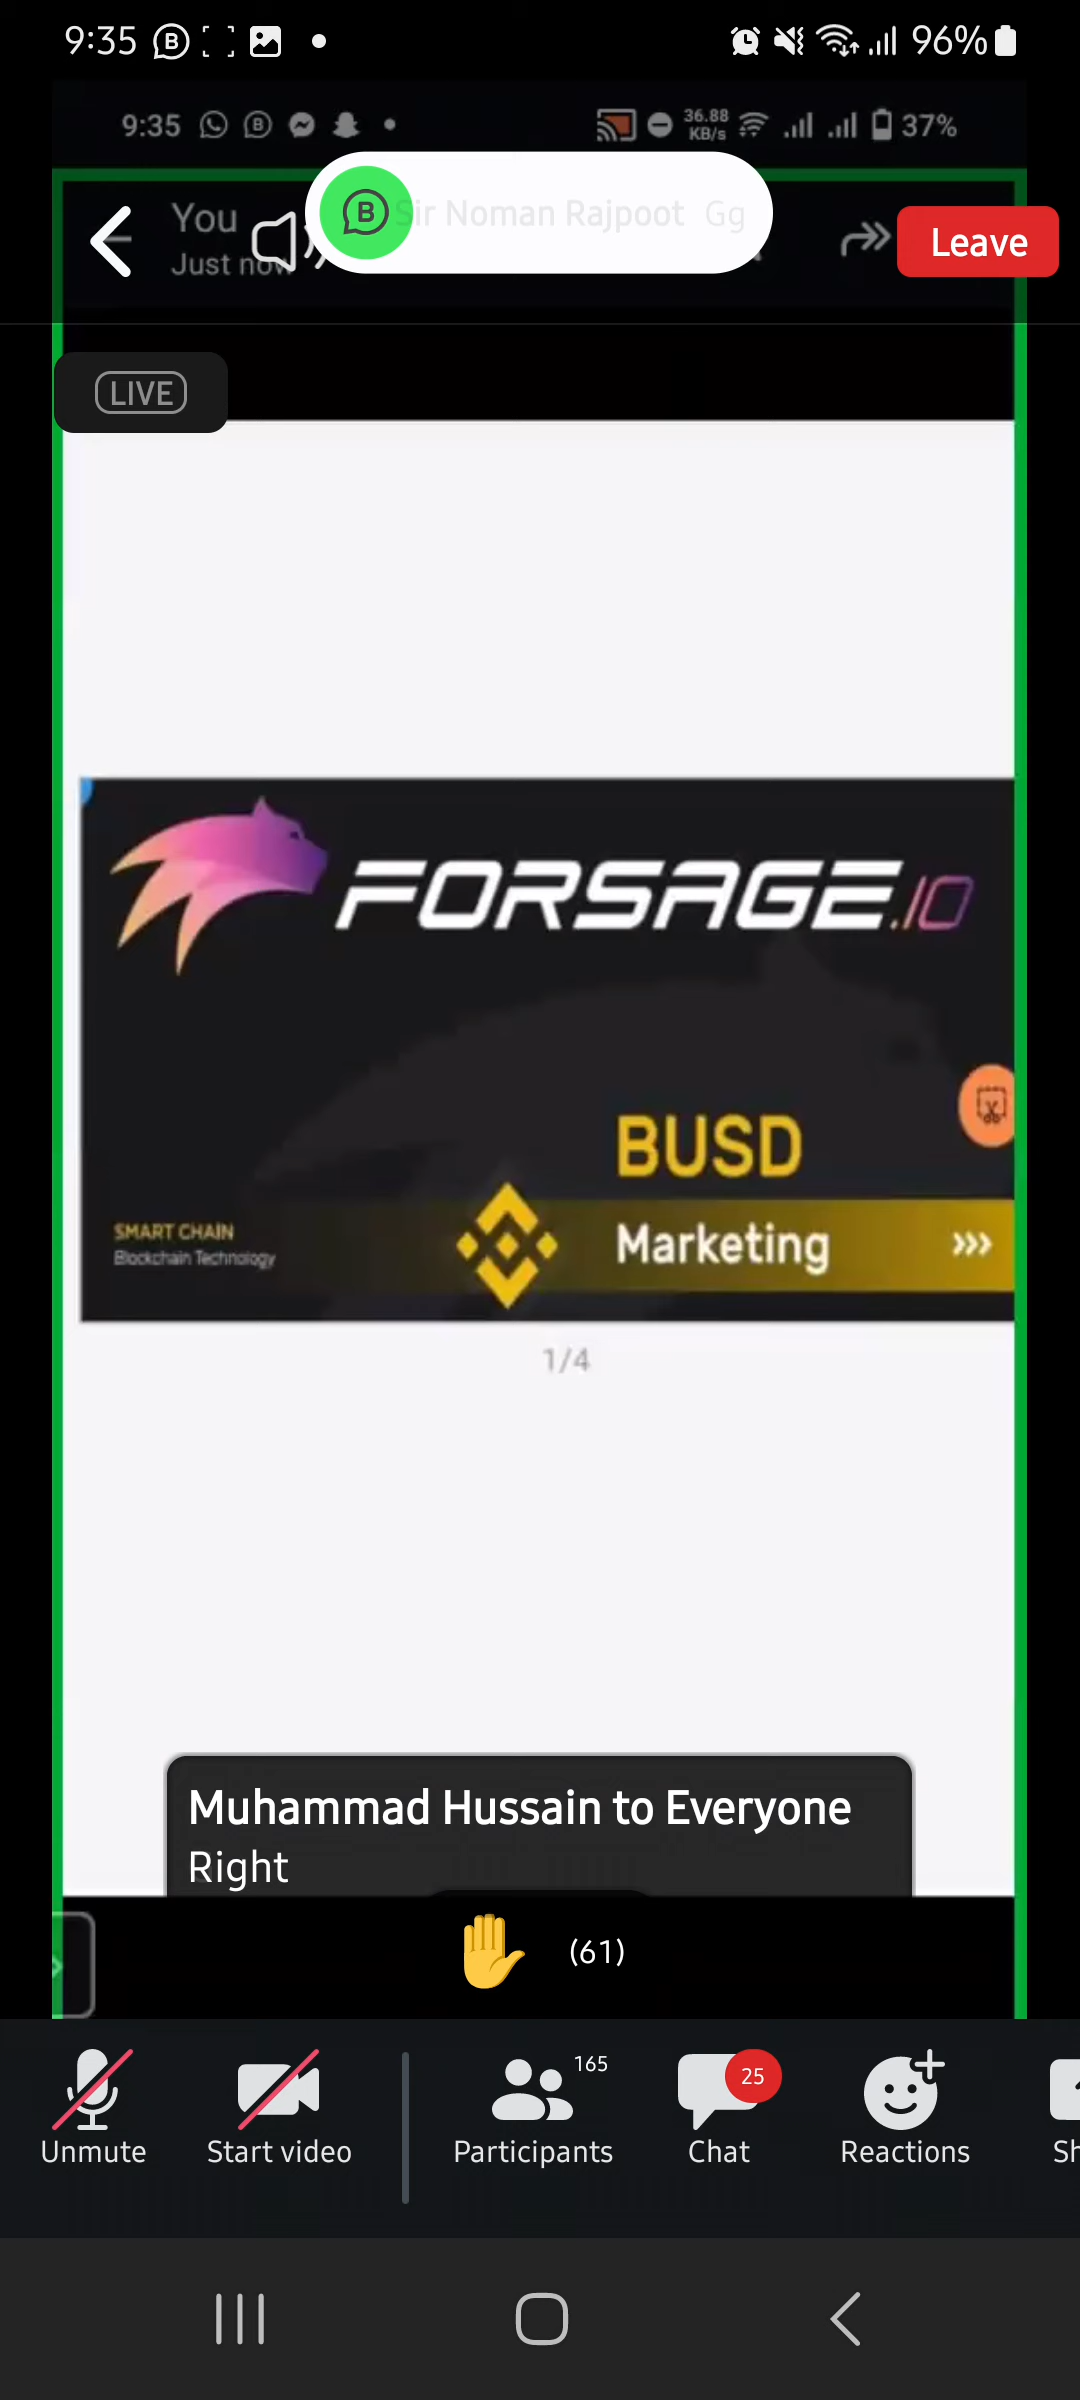 9:35 B 96%
9:35 B 36.88 KB/s 37%
B Sir Noman Rajpoot Gg
You
Just now
Leave
LIVE
FORSAGE.IO
BUSD
SMART CHAIN
Blockchain Technology
Marketing >>>
1/4
Muhammad Hussain to Everyone
Right
(61)
165
25
Unmute Start video Participants Chat Reactions